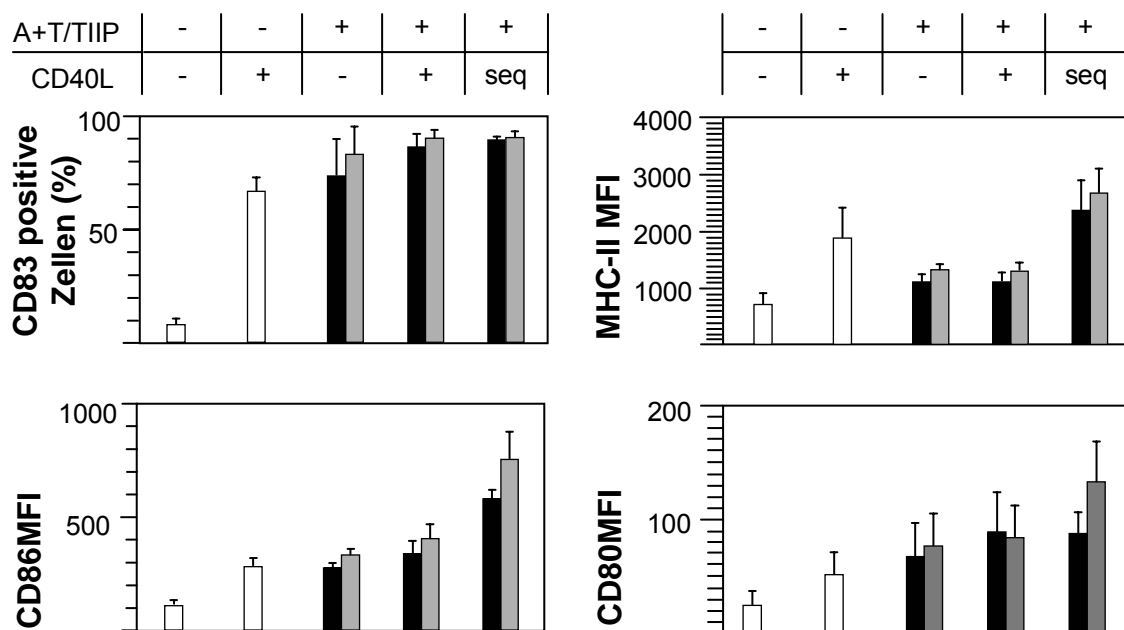 A+T/TIIP - - + + + - - + + +
CD40L - + - + seq - + - + seq
CD83 positive
Zellen (%)
100
50
MHC-II MFI
4000
3000
2000
1000
CD86MFI
1000
500
CD80MFI
200
100